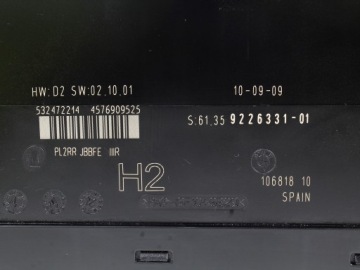 HW:D2 SW:02.10.01
10-09-09
532472214 4576909525
S:61.35 9226331-01
PL2RR JBBFE IIIR
H2
106818 10
SPAIN